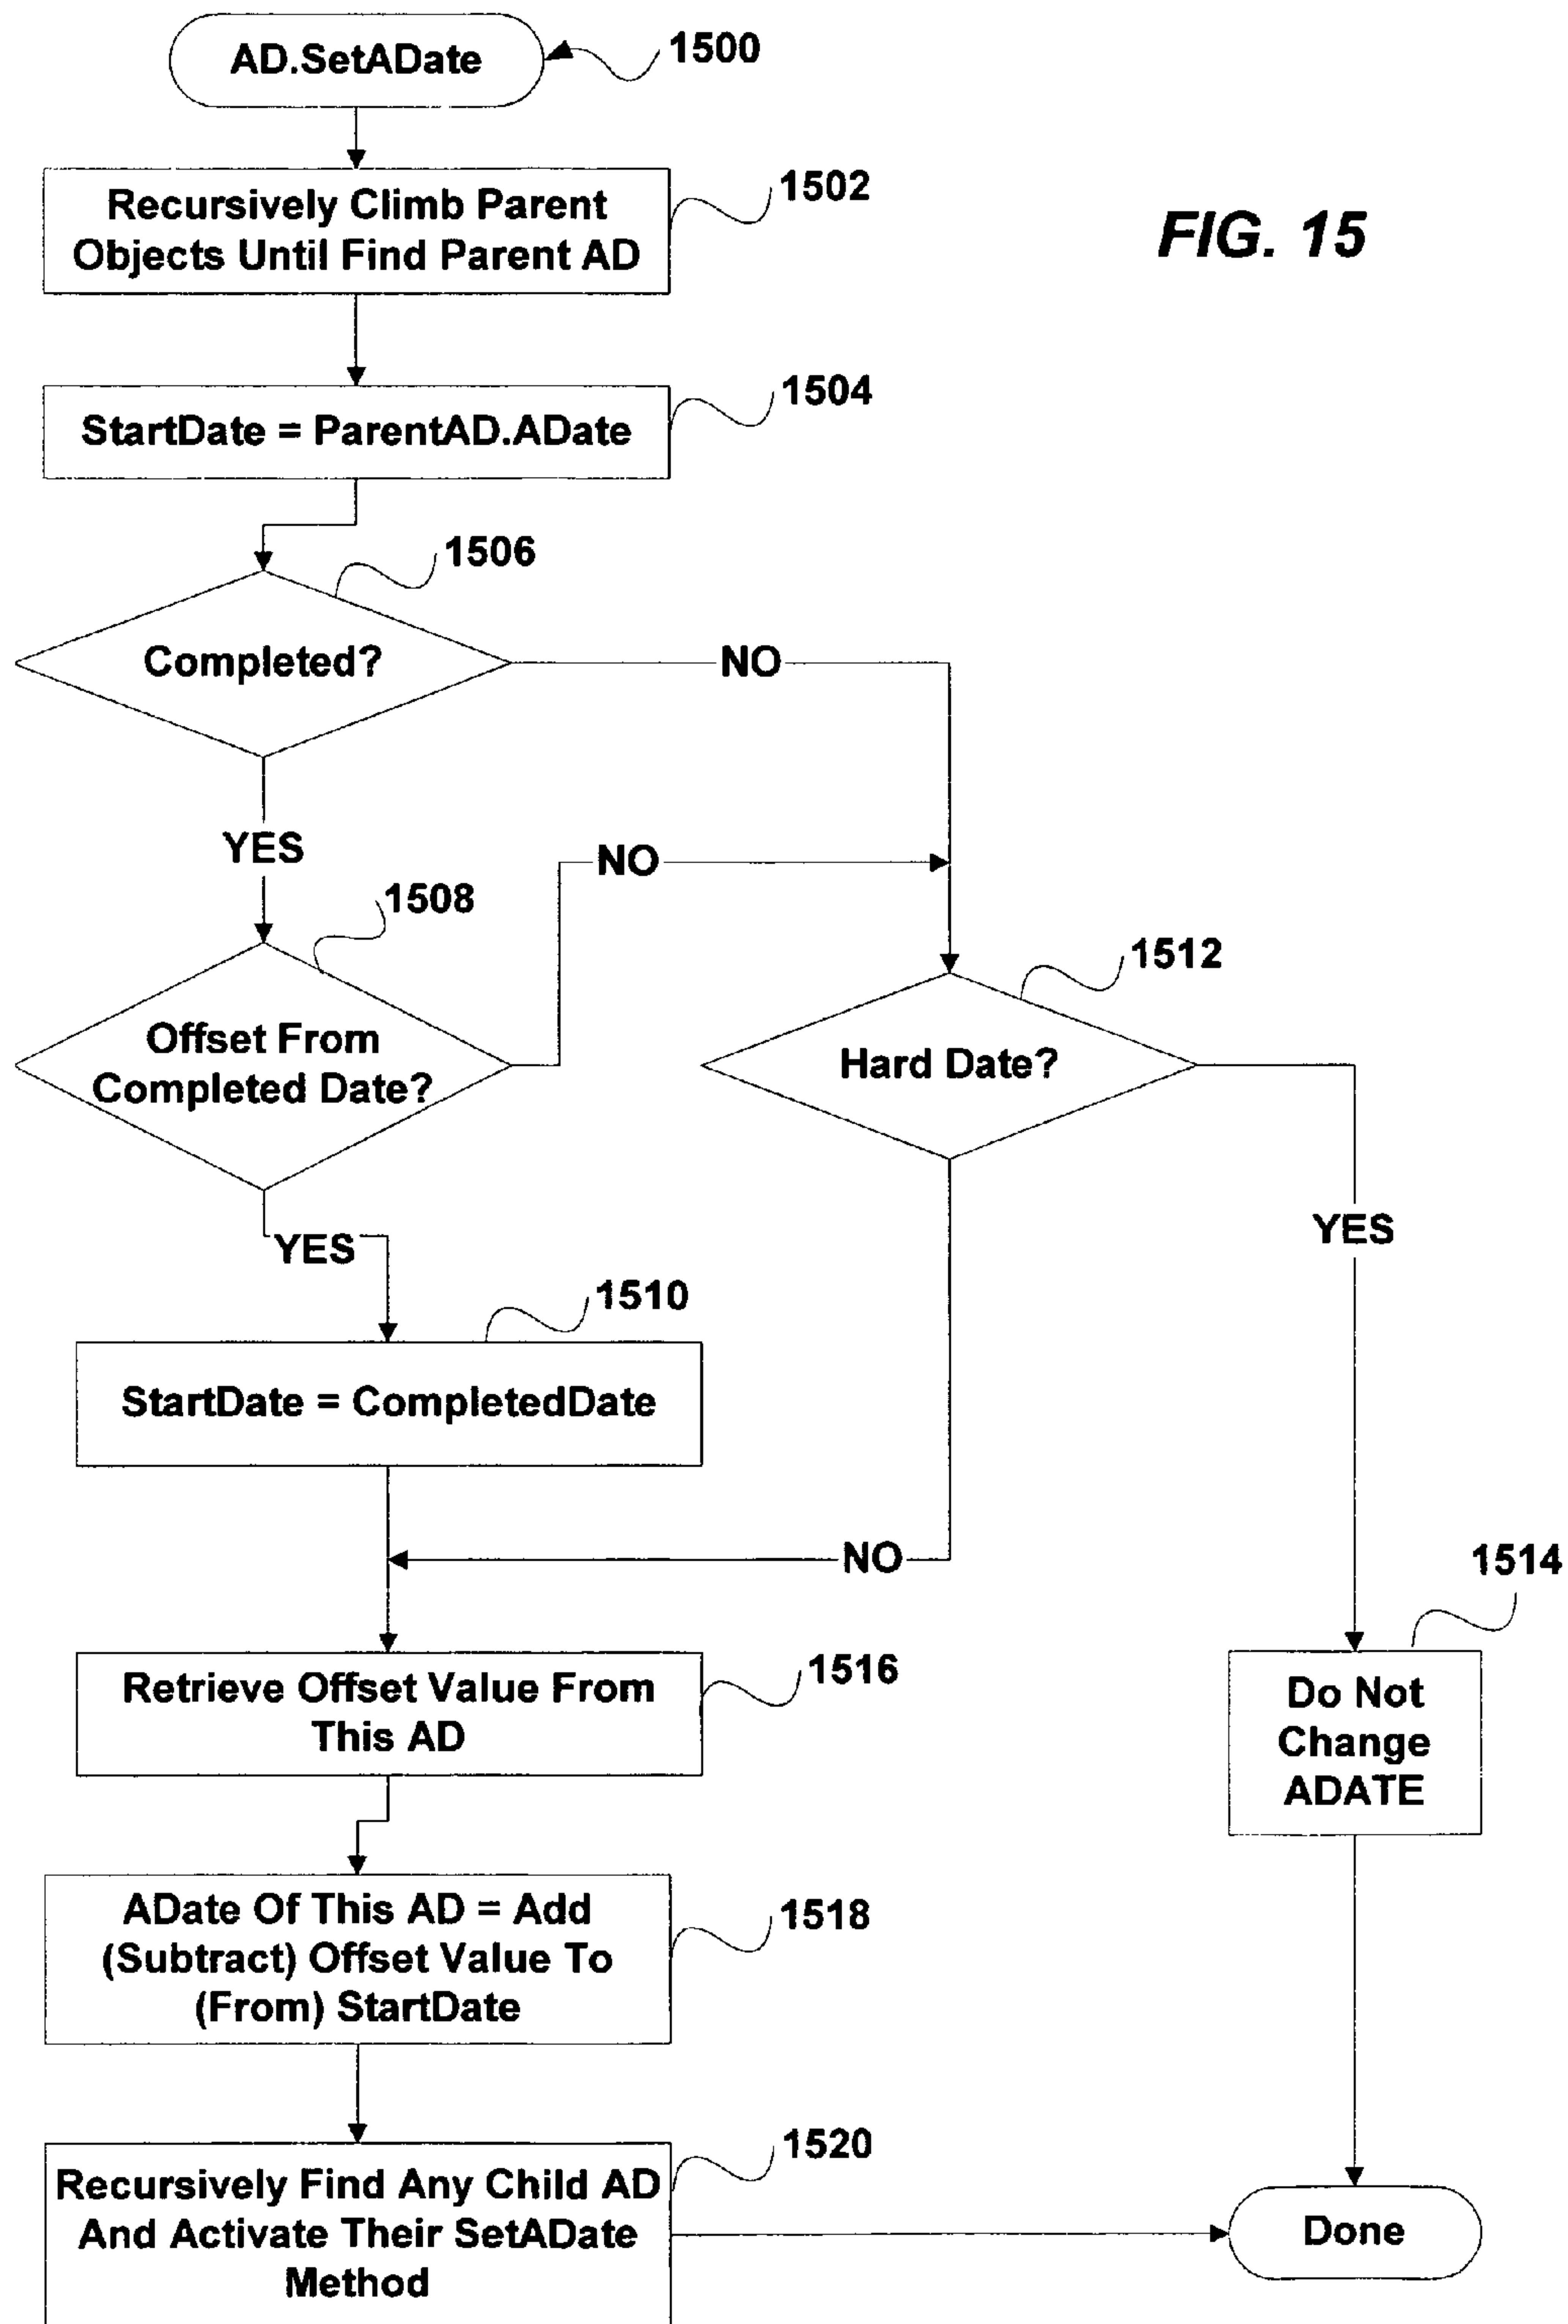 AD.SetADate
1500
Recursively Climb Parent
Objects Until Find Parent AD
1502
FIG. 15
StartDate = ParentAD.ADate
1504
1506
Completed?
NO
YES
NO
1508
Offset From
Completed Date?
1512
Hard Date?
YES
YES
1510
StartDate = CompletedDate
NO
1514
Retrieve Offset Value From
This AD
1516
Do Not
Change
ADATE
ADate Of This AD = Add
(Subtract) Offset Value To
(From) StartDate
1518
1520
Recursively Find Any Child AD
And Activate Their SetADate
Method
Done